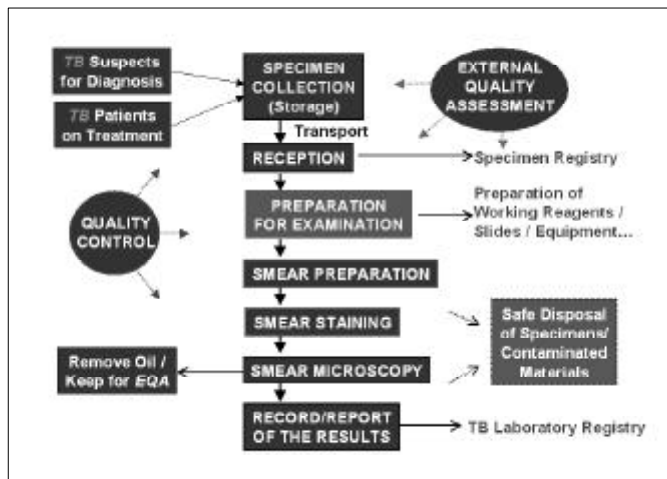 TB Suspects
for Diagnosis
TB Patients
on Treatment
SPECIMEN
COLLECTION
(Storage)
EXTERNAL
QUALITY
ASSESSMENT
Transport
RECEPTION
Specimen Registry
PREPARATION
FOR EXAMINATION
Preparation of
Working Reagents /
Slides / Equipment...
QUALITY
CONTROL
SMEAR PREPARATION
SMEAR STAINING
Safe Disposal
of Specimens/
Contaminated
Materials
Remove Oil /
Keep for EQA
SMEAR MICROSCOPY
RECORD/REPORT
OF THE RESULTS
TB Laboratory Registry